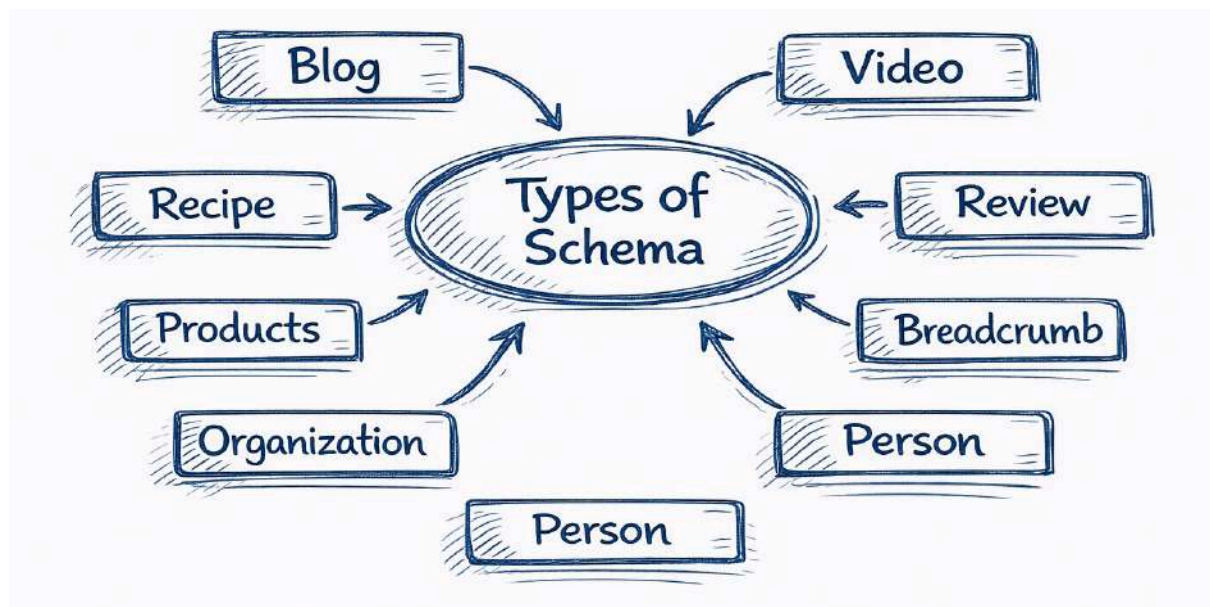 Blog
Video
Types of
Schema
Recipe
Review
Products
Breadcrumb
Organization
Person
Person